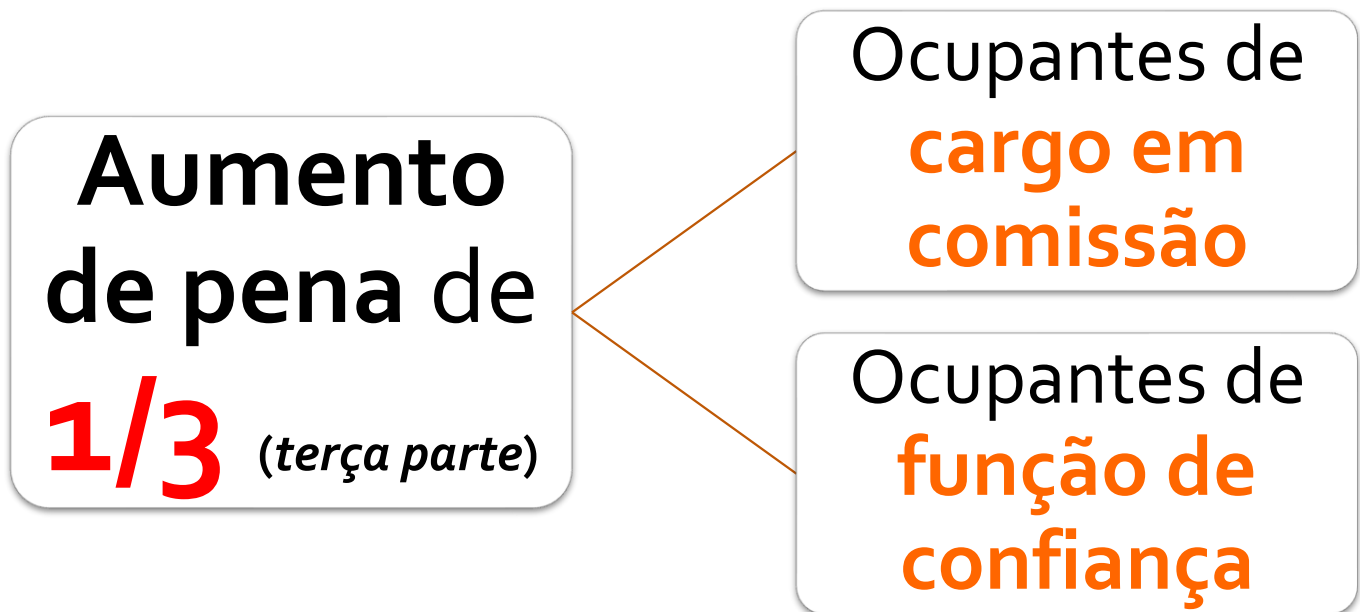 Aumento
de pena de
1/3 (terça parte)
Ocupantes de
cargo em
comissão
Ocupantes de
função de
confiança